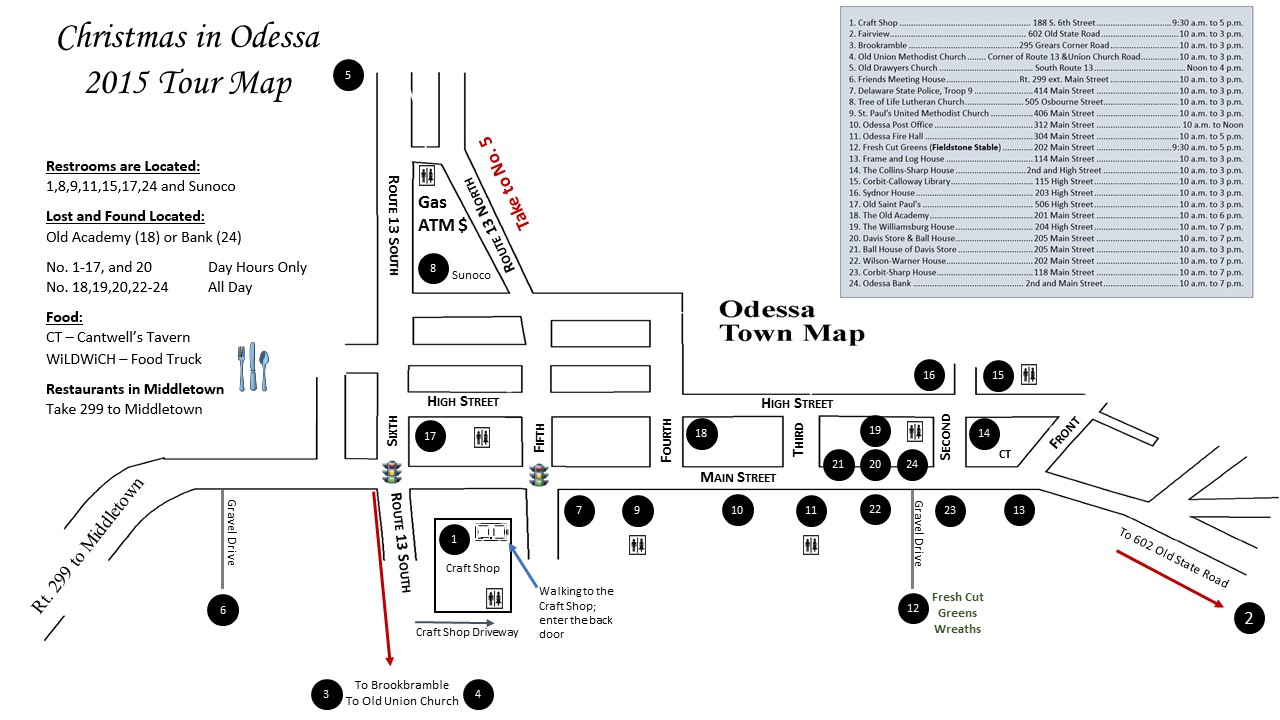 Christmas in Odessa
2015 Tour Map
1. Craft Shop ........ 188 S. 6th Street ........ 9:30 a.m. to 5 p.m.
2. Fairview ........ 602 Old State Road ........ 10 a.m. to 3 p.m.
3. Brookramble ........ 295 Grears Corner Road ........ 10 a.m. to 3 p.m.
4. Old Union Methodist Church ........ Corner of Route 13 &Union Church Road ........ 10 a.m. to 3 p.m.
5. Old Drawyers Church ........ South Route 13 ........ Noon to 4 p.m.
6. Friends Meeting House ........ Rt. 299 ext. Main Street ........ 10 a.m. to 3 p.m.
7. Delaware State Police, Troop 9 ........ 414 Main Street ........ 10 a.m. to 3 p.m.
8. Tree of Life Lutheran Church ........ 505 Osbourne Street ........ 10 a.m. to 3 p.m.
9. St. Paul's United Methodist Church ........ 406 Main Street ........ 10 a.m. to 3 p.m.
10. Odessa Post Office ........ 312 Main Street ........ 10 a.m. to Noon
11. Odessa Fire Hall ........ 304 Main Street ........ 10 a.m. to 5 p.m.
12. Fresh Cut Greens (Fieldstone Stable) ........ 202 Main Street ........ 9:30 a.m. to 5 p.m.
13. Frame and Log House ........ 114 Main Street ........ 10 a.m. to 3 p.m.
14. The Collins-Sharp House ........ 2nd and High Street ........ 10 a.m. to 3 p.m.
15. Corbit-Calloway Library ........ 115 High Street ........ 10 a.m. to 3 p.m.
16. Sydnor House ........ 203 High Street ........ 10 a.m. to 3 p.m.
17. Old Saint Paul's ........ 506 High Street ........ 10 a.m. to 3 p.m.
18. The Old Academy ........ 201 Main Street ........ 10 a.m. to 6 p.m.
19. The Williamsburg House ........ 204 High Street ........ 10 a.m. to 7 p.m.
20. Davis Store & Ball House ........ 205 Main Street ........ 10 a.m. to 7 p.m.
21. Ball House of Davis Store ........ 205 Main Street ........ 10 a.m. to 3 p.m.
22. Wilson-Warner House ........ 202 Main Street ........ 10 a.m. to 7 p.m.
23. Corbit-Sharp House ........ 118 Main Street ........ 10 a.m. to 7 p.m.
24. Odessa Bank ........ 2nd and Main Street ........ 10 a.m. to 7 p.m.
Restrooms are Located:
1,8,9,11,15,17,24 and Sunoco
Lost and Found Located:
Old Academy (18) or Bank (24)
No. 1-17, and 20 Day Hours Only
No. 18,19,20,22-24 All Day
Food:
CT – Cantwell's Tavern
WiLDWiCH – Food Truck
Restaurants in Middletown
Take 299 to Middletown
5
Route 13 South
Gas
ATM $
8
Sunoco
Route 13 North
Take to No. 5
Odessa
Town Map
16
15
High Street
High Street
Sixth
17
Fifth
Fourth
18
Third
19
Second
14
CT
Front
21
20
24
Main Street
Rt. 299 to Middletown
Gravel Drive
6
Route 13 South
1
Craft Shop
Walking to the
Craft Shop;
enter the back
door
Craft Shop Driveway
7
9
10
11
22
Gravel Drive
23
13
12
Fresh Cut
Greens
Wreaths
To 602 Old State Road
2
3
To Brookbramble
To Old Union Church
4